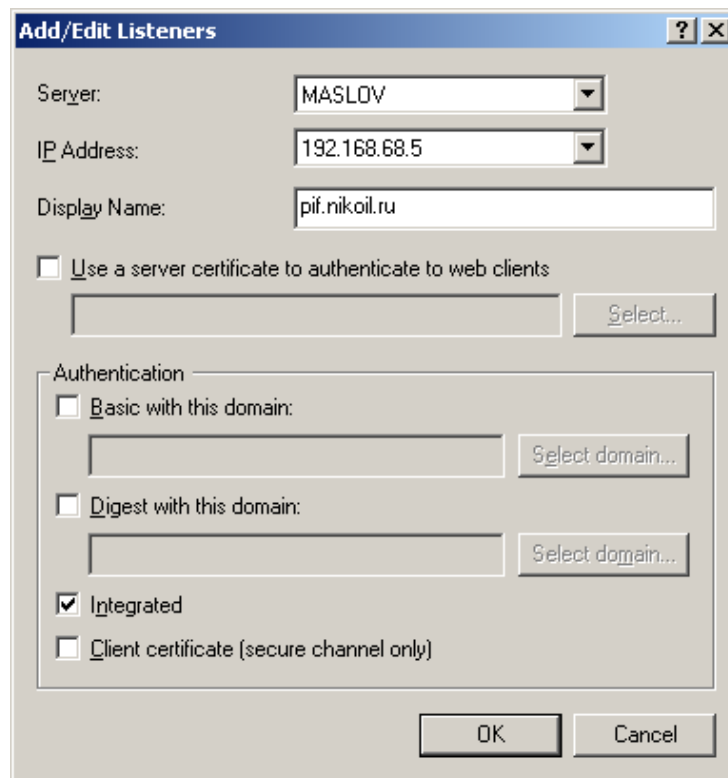 Add/Edit Listeners
Server: MASLOV
IP Address: 192.168.68.5
Display Name: pif.nikoil.ru
Use a server certificate to authenticate to web clients
Select...
Authentication
Basic with this domain:
Select domain...
Digest with this domain:
Select domain...
Integrated
Client certificate (secure channel only)
OK Cancel